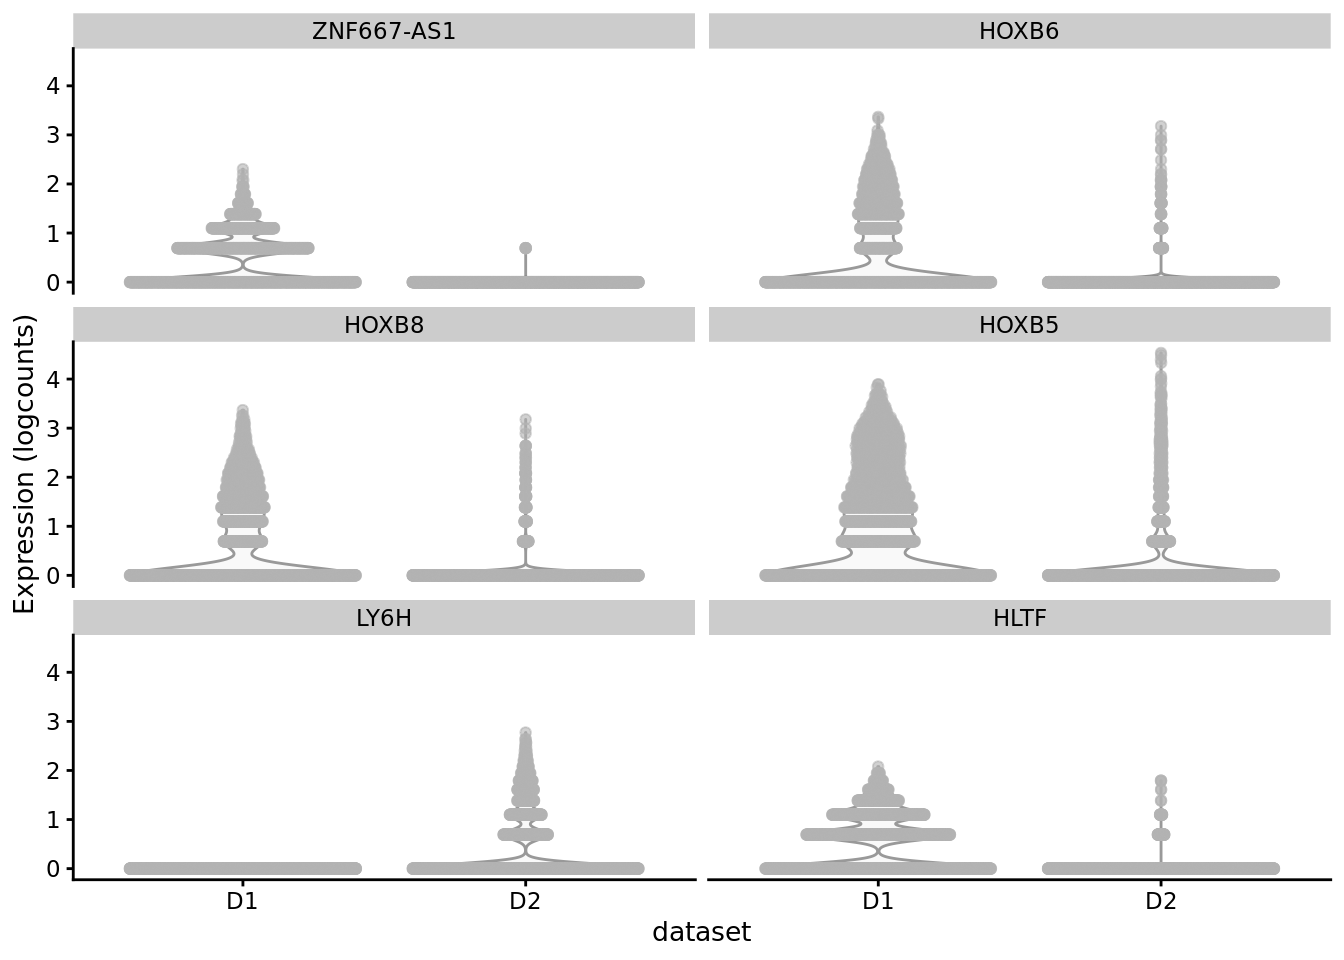 ZNF667-AS1
HOXB6
4
3
2
1
0
HOXB8
HOXB5
4
3
2
1
0
Expression (logcounts)
LY6H
HLTF
4
3
2
1
0
D1
D2
D1
D2
dataset